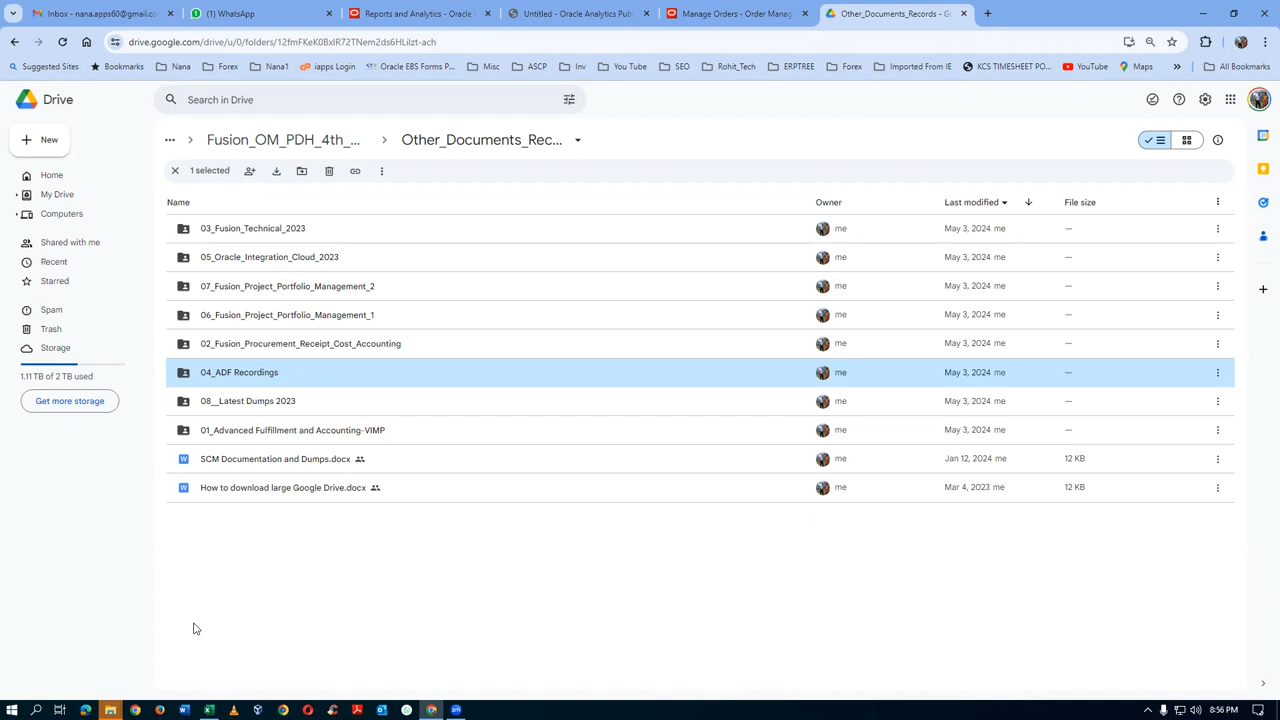 Inbox - nana.apps60@gmail.co
(1) WhatsApp
Reports and Analytics - Oracle
Untitled - Oracle Analytics Pub
Manage Orders - Order Manag
Other_Documents_Records - G
drive.google.com/drive/u/0/folders/12fmFKeK0BxlR72TNem2ds6HLilzt-ach
Suggested Sites
Bookmarks
Nana
Forex
Nana1
iapps Login
Oracle EBS Forms P...
Misc
ASCP
Inv
You Tube
SEO
Rohit_Tech
ERPTREE
Forex
Imported From IE
KCS TIMESHEET PO...
YouTube
Maps
All Bookmarks
Drive
Search in Drive
New
Fusion_OM_PDH_4th_...
Other_Documents_Rec...
1 selected
Home
My Drive
Computers
Shared with me
Recent
Starred
Spam
Trash
Storage
1.11 TB of 2 TB used
Get more storage
Name Owner Last modified File size
03_Fusion_Technical_2023 me May 3, 2024 me —
05_Oracle_Integration_Cloud_2023 me May 3, 2024 me —
07_Fusion_Project_Portfolio_Management_2 me May 3, 2024 me —
06_Fusion_Project_Portfolio_Management_1 me May 3, 2024 me —
02_Fusion_Procurement_Receipt_Cost_Accounting me May 3, 2024 me —
04_ADF Recordings me May 3, 2024 me —
08__Latest Dumps 2023 me May 3, 2024 me —
01_Advanced Fulfillment and Accounting-VIMP me May 3, 2024 me —
SCM Documentation and Dumps.docx me Jan 12, 2024 me 12 KB
How to download large Google Drive.docx me Mar 4, 2023 me 12 KB
8:56 PM